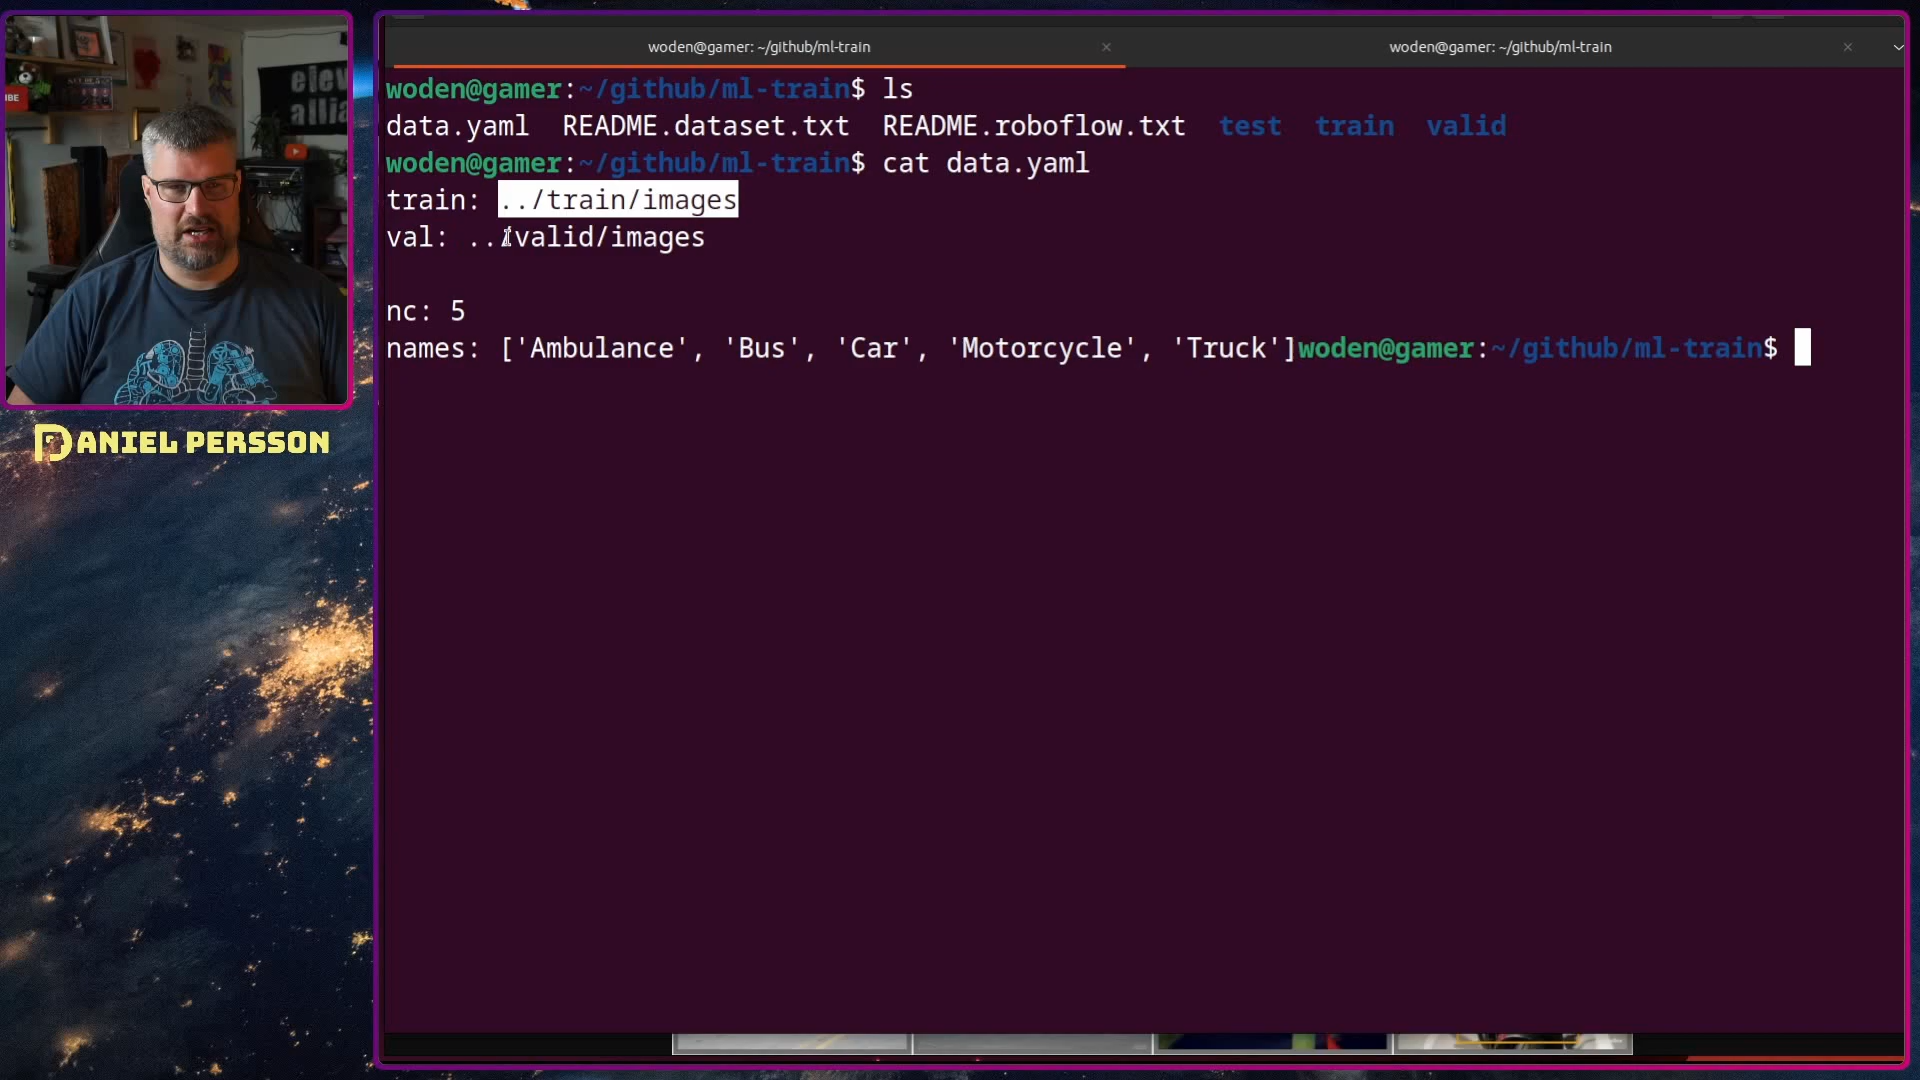 woden@gamer: ~/github/ml-train
woden@gamer: ~/github/ml-train
woden@gamer:~/github/ml-train$ ls
data.yaml README.dataset.txt README.roboflow.txt test train valid
woden@gamer:~/github/ml-train$ cat data.yaml
train: ../train/images
val: ../valid/images
nc: 5
names: ['Ambulance', 'Bus', 'Car', 'Motorcycle', 'Truck']woden@gamer:~/github/ml-train$
DANIEL PERSSON